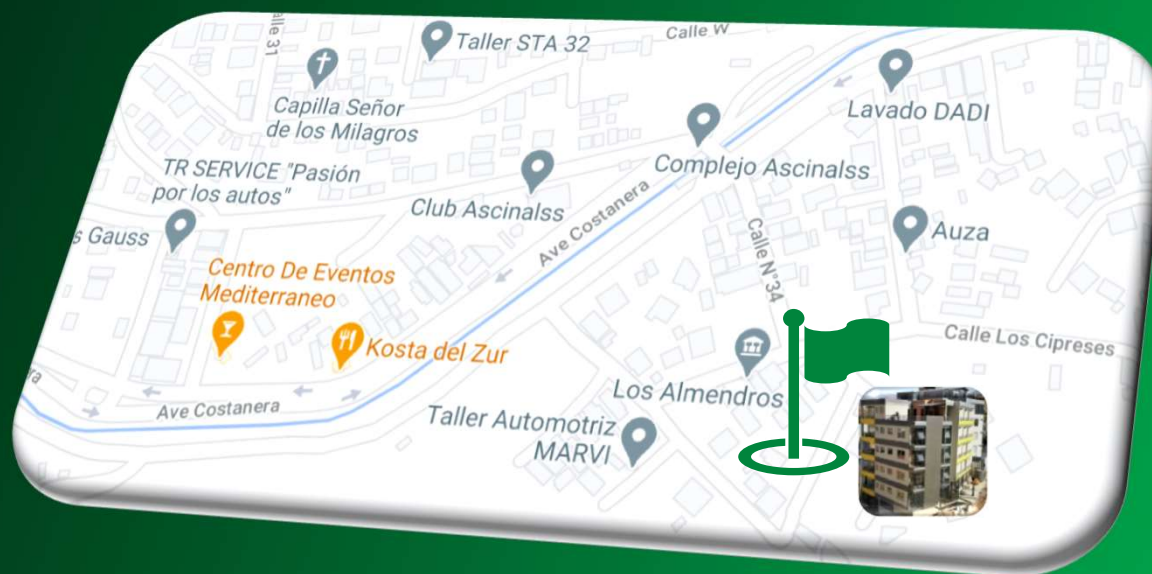 alle 31
Taller STA 32
Calle W
Capilla Señor
de los Milagros
Lavado DADI
TR SERVICE "Pasión
por los autos"
Complejo Ascinalss
Club Ascinalss
Ave Costanera
s Gauss
Calle N°34
Auza
Centro De Eventos
Mediterraneo
Kosta del Zur
Calle Los Cipreses
Los Almendros
ra
Ave Costanera
Taller Automotriz
MARVI